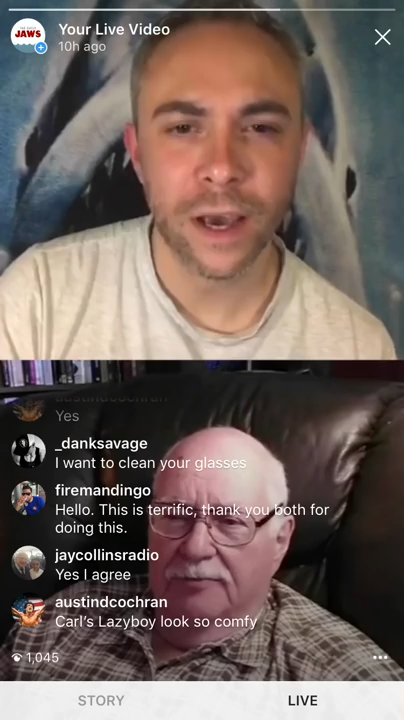 JAWS
Your Live Video
10h ago
austindcochran
Yes
_danksavage
I want to clean your glasses
firemandingo
Hello. This is terrific, thank you both for
doing this.
jaycollinsradio
Yes I agree
austindcochran
Carl's Lazyboy look so comfy
1,045
STORY
LIVE